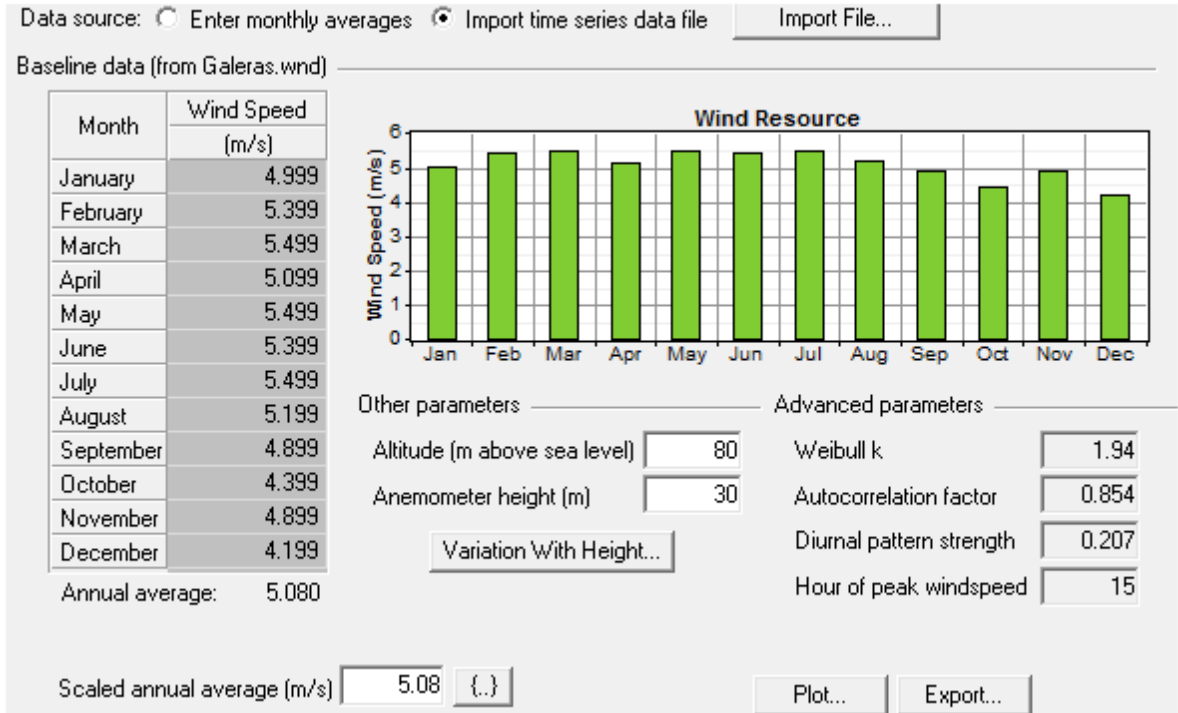 Data source: Enter monthly averages Import time series data file Import File...
Baseline data (from Galeras.wnd)
Month Wind Speed
(m/s)
January 4.999
February 5.399
March 5.499
April 5.099
May 5.499
June 5.399
July 5.499
August 5.199
September 4.899
October 4.399
November 4.899
December 4.199
Annual average: 5.080
Wind Resource
Wind Speed (m/s)
6
5
4
3
2
1
0
Jan Feb Mar Apr May Jun Jul Aug Sep Oct Nov Dec
Other parameters
Altitude (m above sea level) 80
Anemometer height (m) 30
Variation With Height...
Advanced parameters
Weibull k 1.94
Autocorrelation factor 0.854
Diurnal pattern strength 0.207
Hour of peak windspeed 15
Scaled annual average (m/s) 5.08 {..}
Plot... Export...